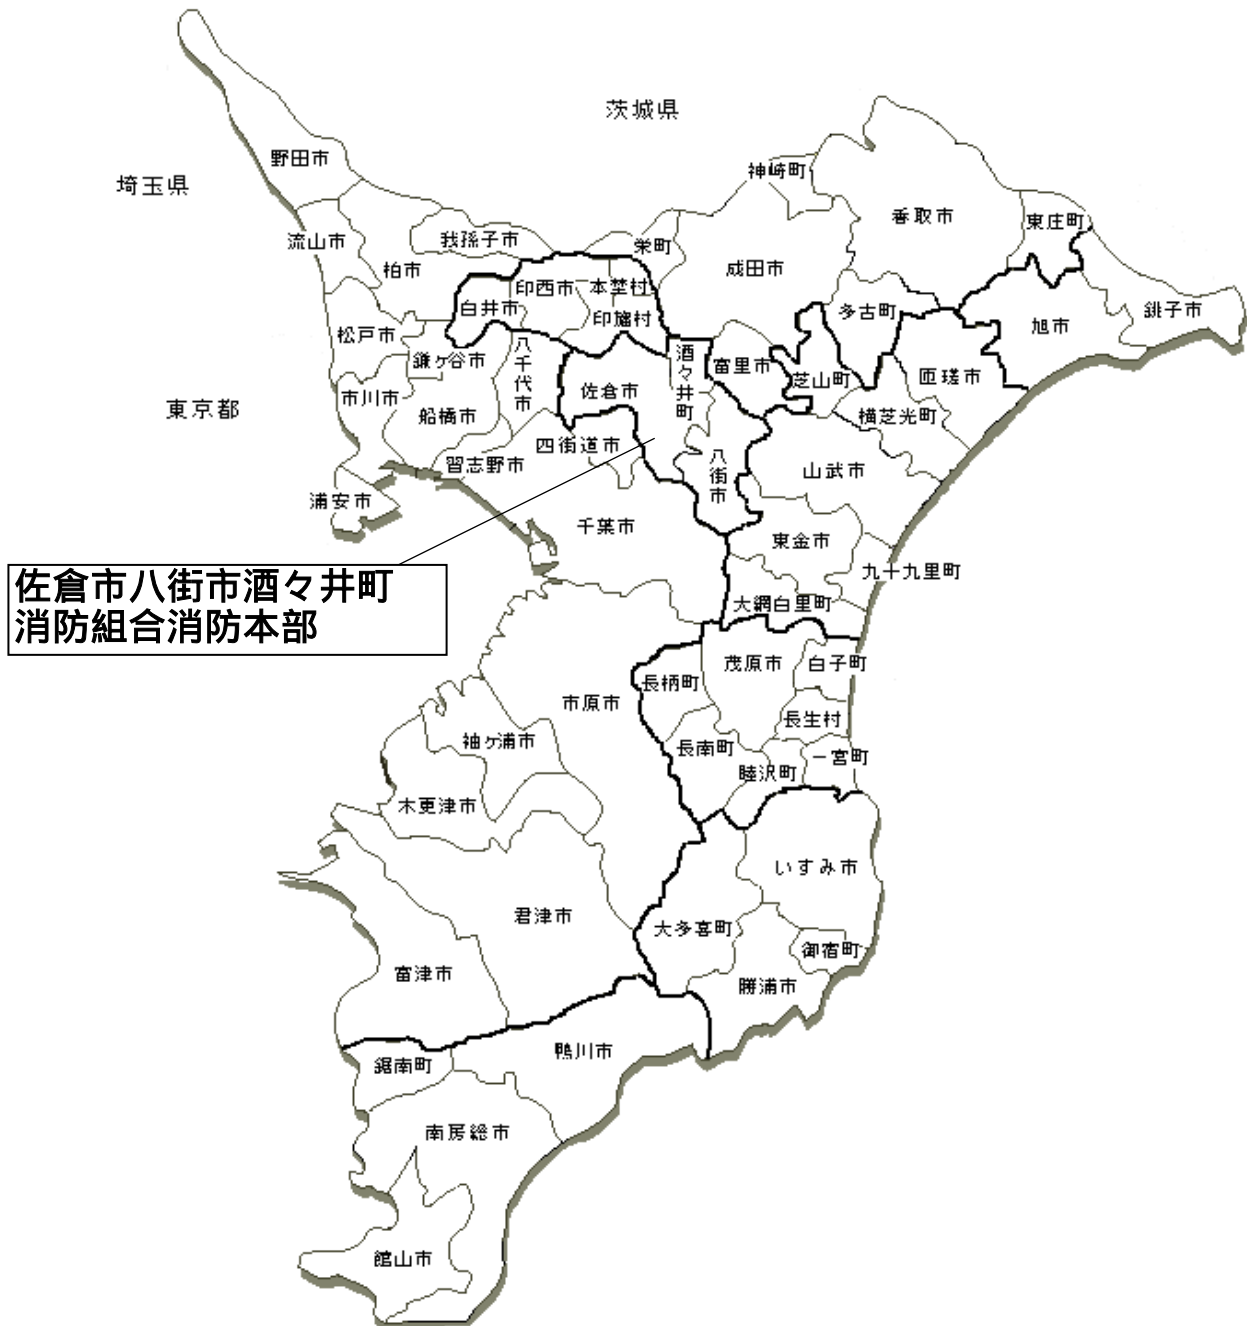 茨城県
野田市
埼玉県
神崎町
香取市
東庄町
流山市
我孫子市
栄町
柏市
成田市
印西市
本埜村
白井市
印旛村
多古町
銚子市
旭市
松戸市
鎌ヶ谷市
八千代市
酒々井町
富里市
芝山町
匝瑳市
市川市
佐倉市
東京都
船橋市
横芝光町
四街道市
習志野市
八街市
山武市
浦安市
千葉市
東金市
九十九里町
佐倉市八街市酒々井町
消防組合消防本部
大網白里町
茂原市
白子町
長柄町
市原市
長生村
袖ヶ浦市
長南町
一宮町
睦沢町
木更津市
いすみ市
君津市
大多喜町
御宿町
富津市
勝浦市
鴨川市
鋸南町
南房総市
館山市